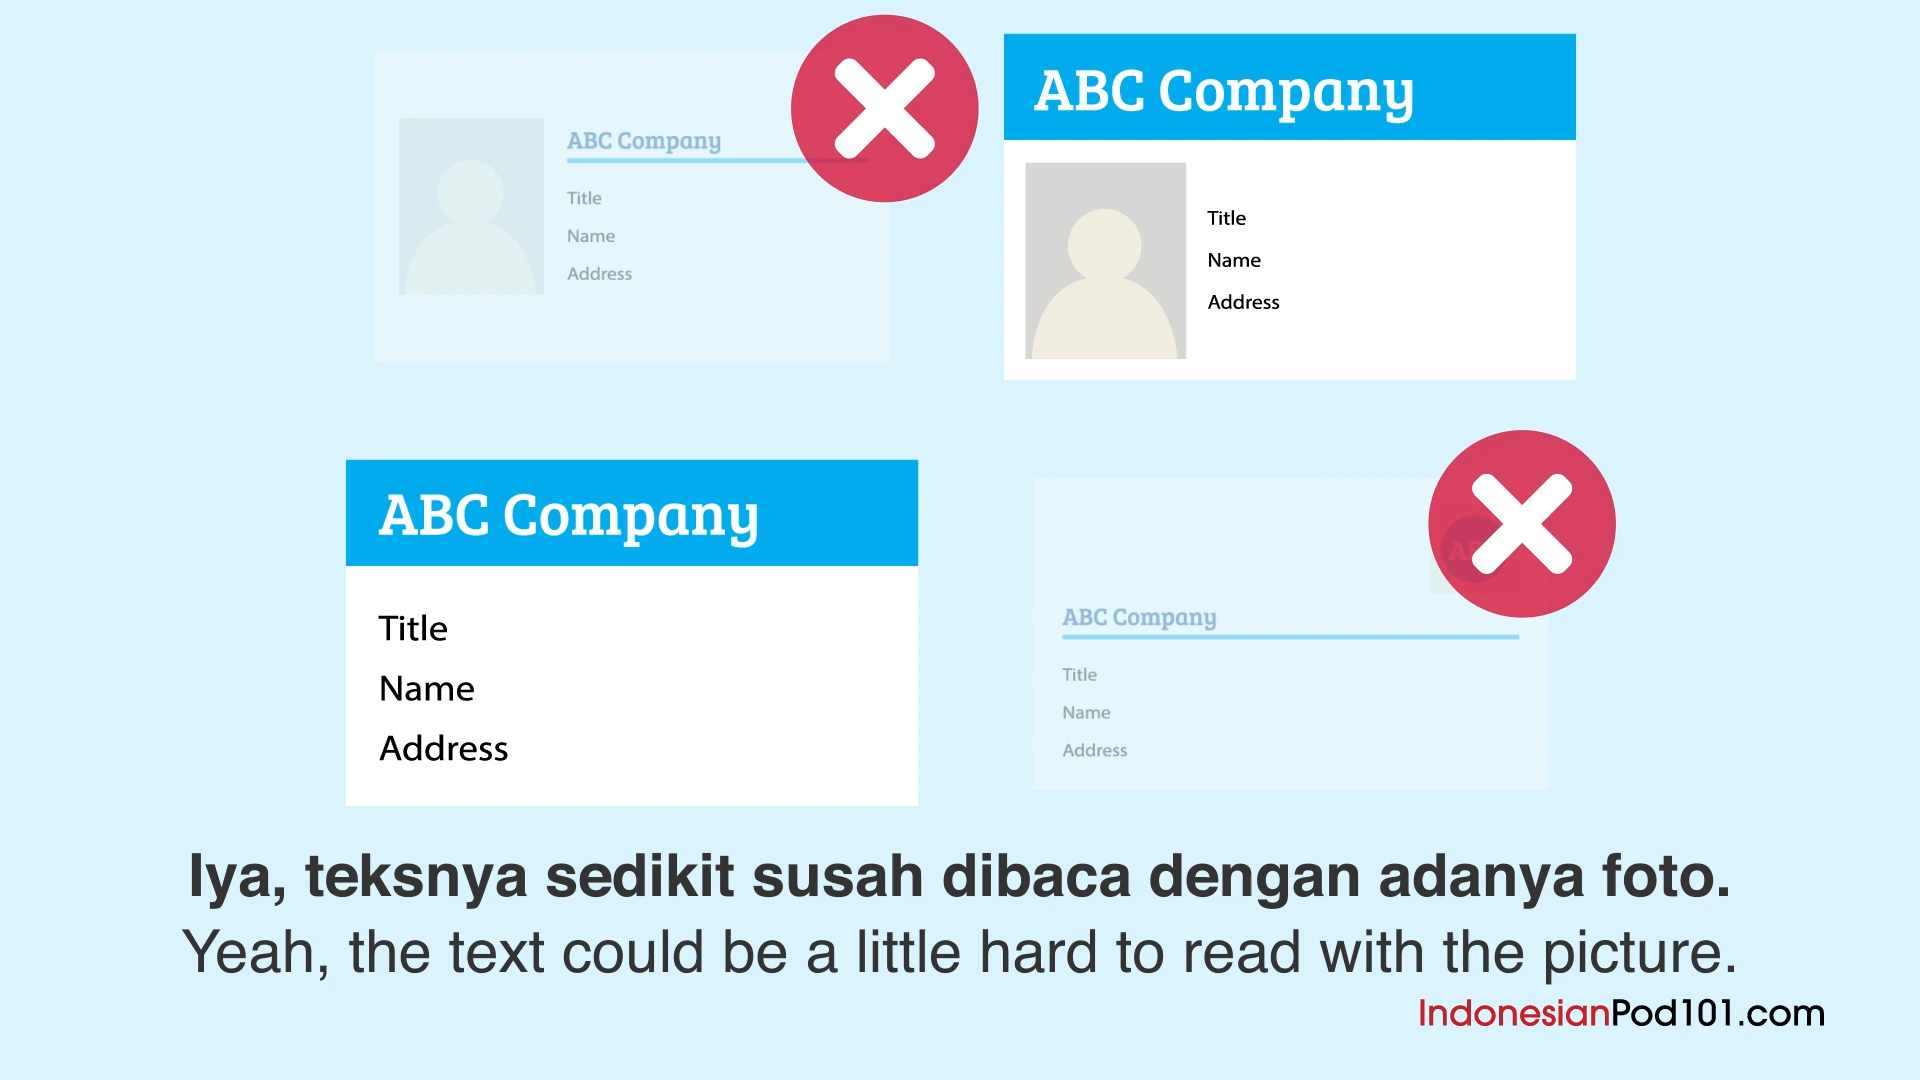 ABC Company
Title
Name
Address
ABC Company
Title
Name
Address
ABC Company
Title
Name
Address
ABC Company
Title
Name
Address
Iya, teksnya sedikit susah dibaca dengan adanya foto.
Yeah, the text could be a little hard to read with the picture.
IndonesianPod101.com